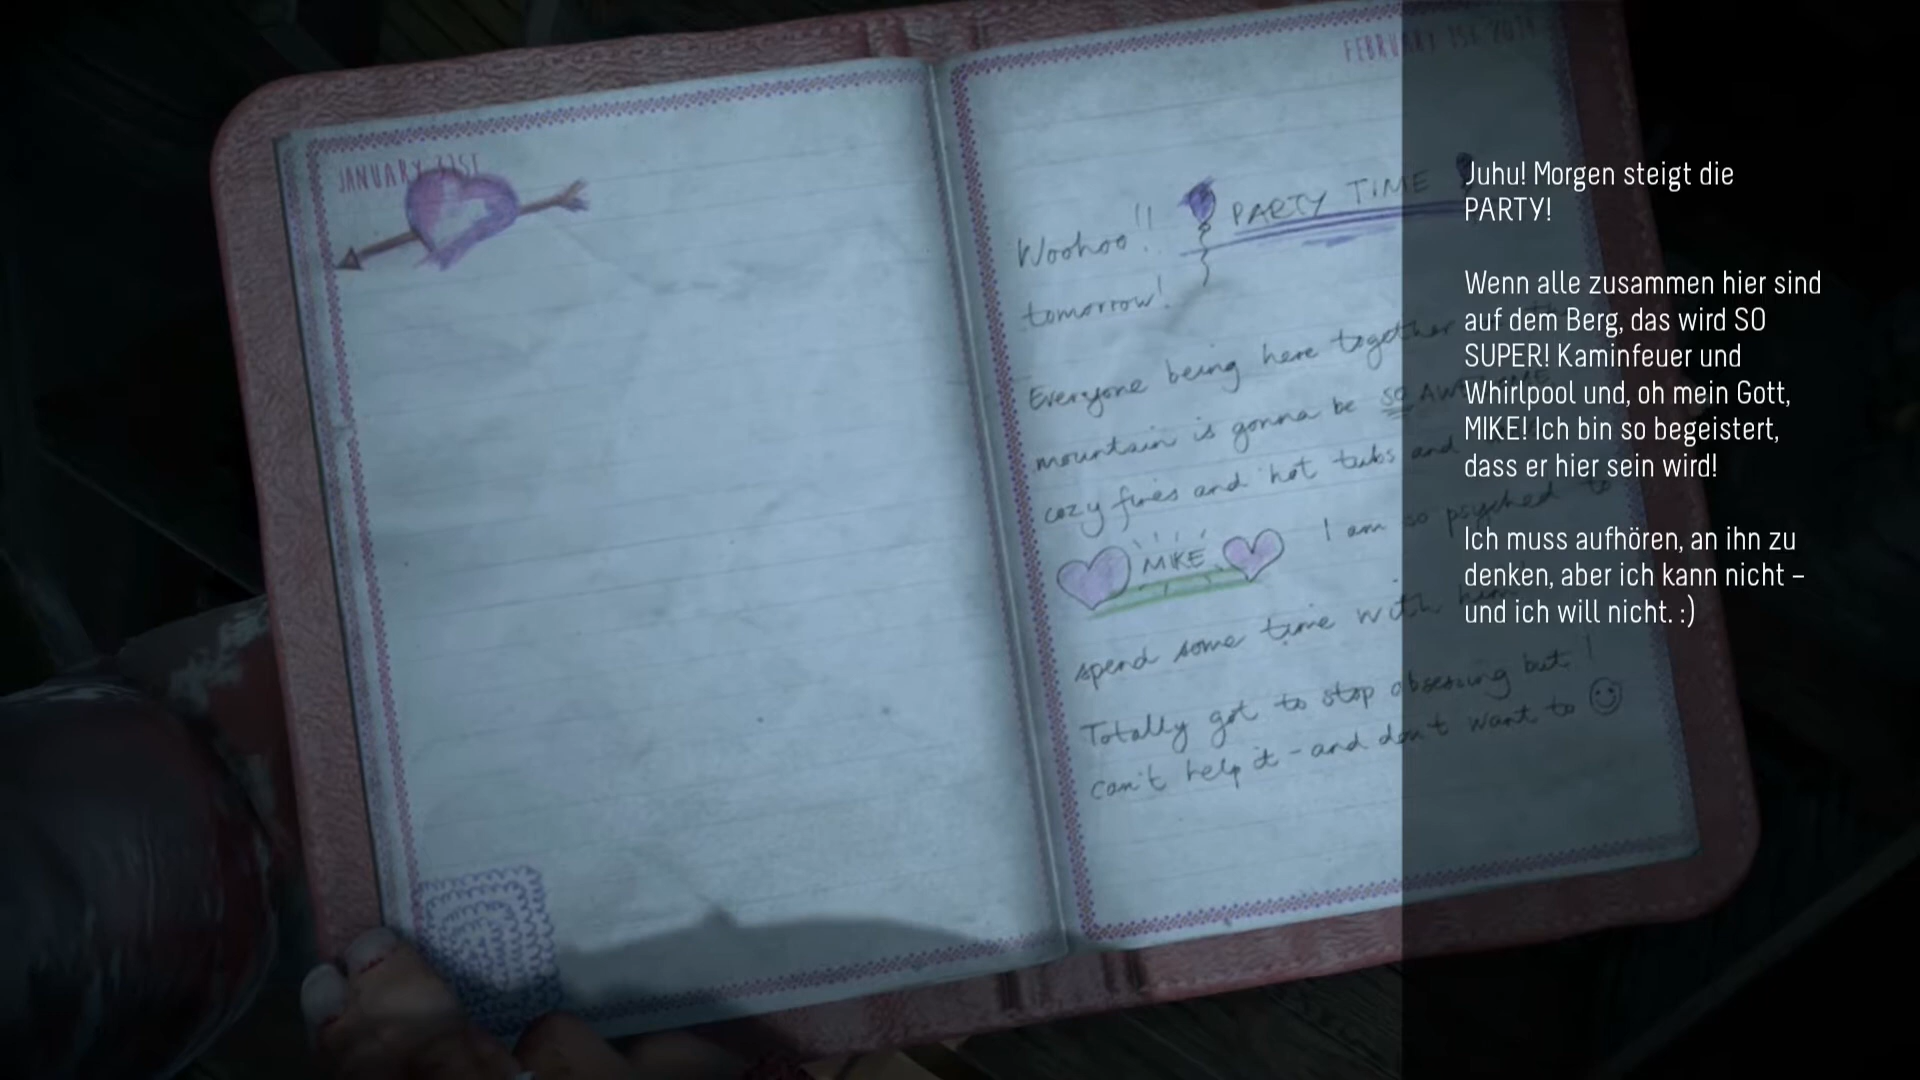 JANUARY 31ST
FEBRUARY 1ST 2014
Woohoo!! PARTY TIME
tomorrow!
Everyone being here together
mountain is gonna be SO
cozy fires and hot tubs and
MIKE I am so psyched to
spend some time with him
Totally got to stop obsessing but I
can't help it - and don't want to
Juhu! Morgen steigt die
PARTY!
Wenn alle zusammen hier sind
auf dem Berg, das wird SO
SUPER! Kaminfeuer und
Whirlpool und, oh mein Gott,
MIKE! Ich bin so begeistert,
dass er hier sein wird!
Ich muss aufhören, an ihn zu
denken, aber ich kann nicht –
und ich will nicht. :)